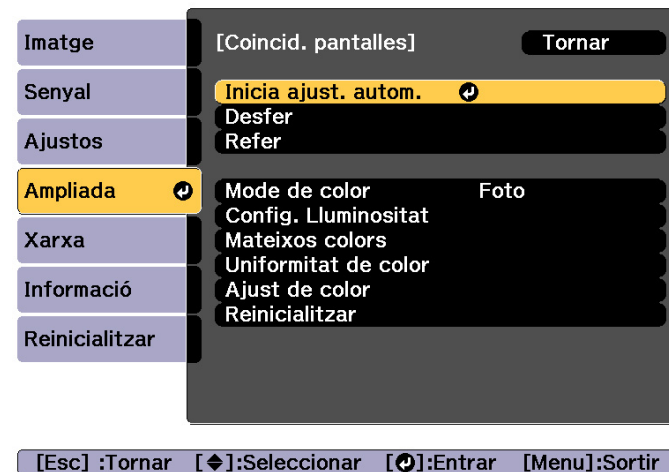 Imatge
Senyal
Ajustos
Ampliada
Xarxa
Informació
Reinicialitzar
[Coincid. pantalles] Tornar
Inicia ajust. autom.
Desfer
Refer
Mode de color Foto
Config. Lluminositat
Mateixos colors
Uniformitat de color
Ajust de color
Reinicialitzar
[Esc] :Tornar [◆]:Seleccionar [↵]:Entrar [Menu]:Sortir